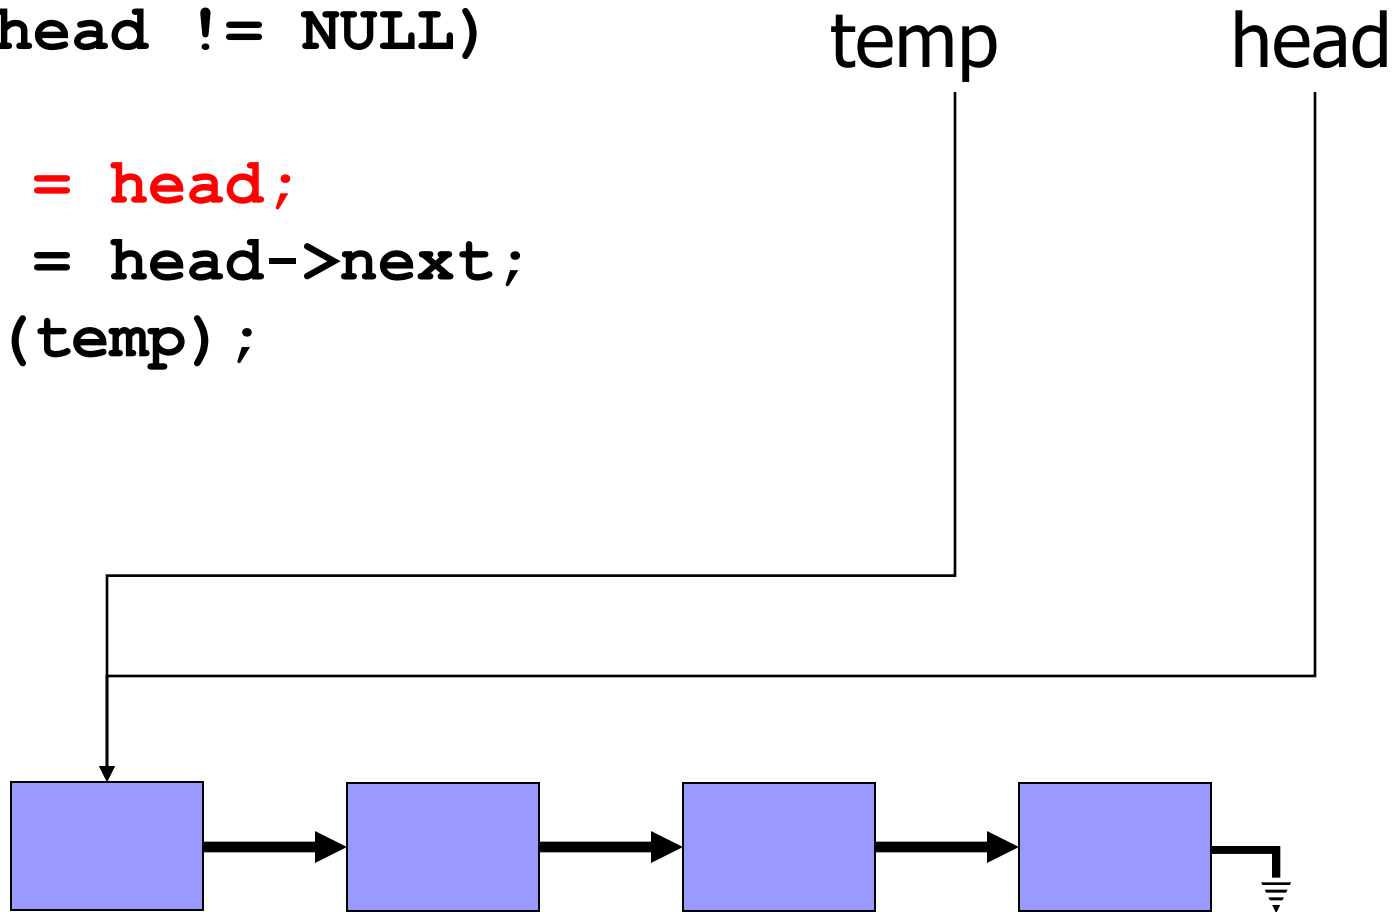 head != NULL)
temp
head
= head;
= head->next;
(temp);